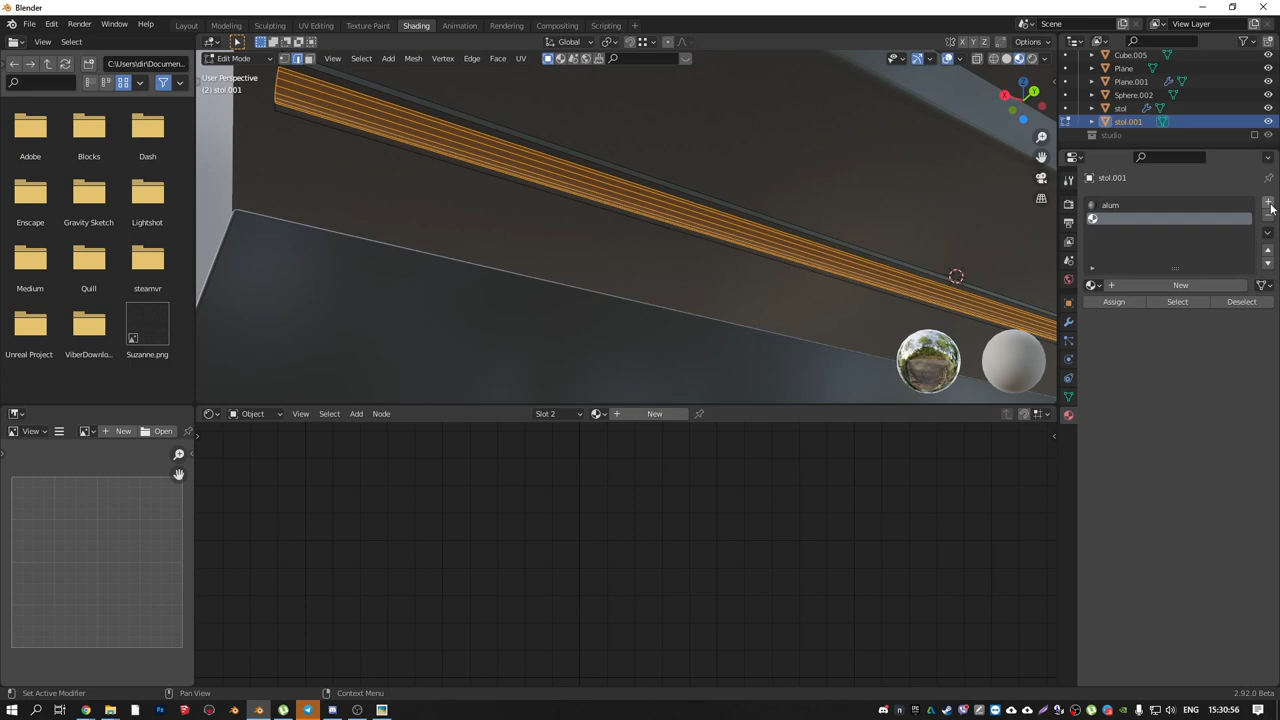 Blender
File Edit Render Window Help
Layout Modeling Sculpting UV Editing Texture Paint Shading Animation Rendering Compositing Scripting +
Scene
View Layer
View Select
Global
Options
C:\Users\dir\Documen...
Edit Mode
View Select Add Mesh Vertex Edge Face UV
X Y Z
User Perspective
(2) stol.001
X
Y
Z
Adobe Blocks Dash
Enscape Gravity Sketch Lightshot
Medium Quill steamvr
Unreal Project ViberDownlo... Suzanne.png
Cube.005
Plane
Plane.001
Sphere.002
stol
stol.001
studio
stol.001
alum
New
Assign Select Deselect
Object View Select Add Node Slot 2 New
View New Open
Set Active Modifier Pan View Context Menu 2.92.0 Beta
ENG 15:30:56